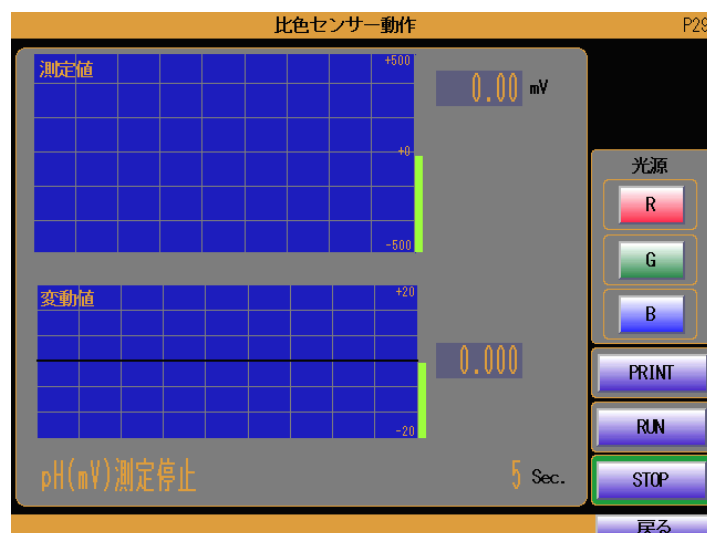 比色センサー動作 P29
測定値
+500
0.00 mV
+0
-500
光源
R
G
B
変動値
+20
0.000
-20
PRINT
RUN
pH(mV)測定停止 5 Sec.
STOP
戻る